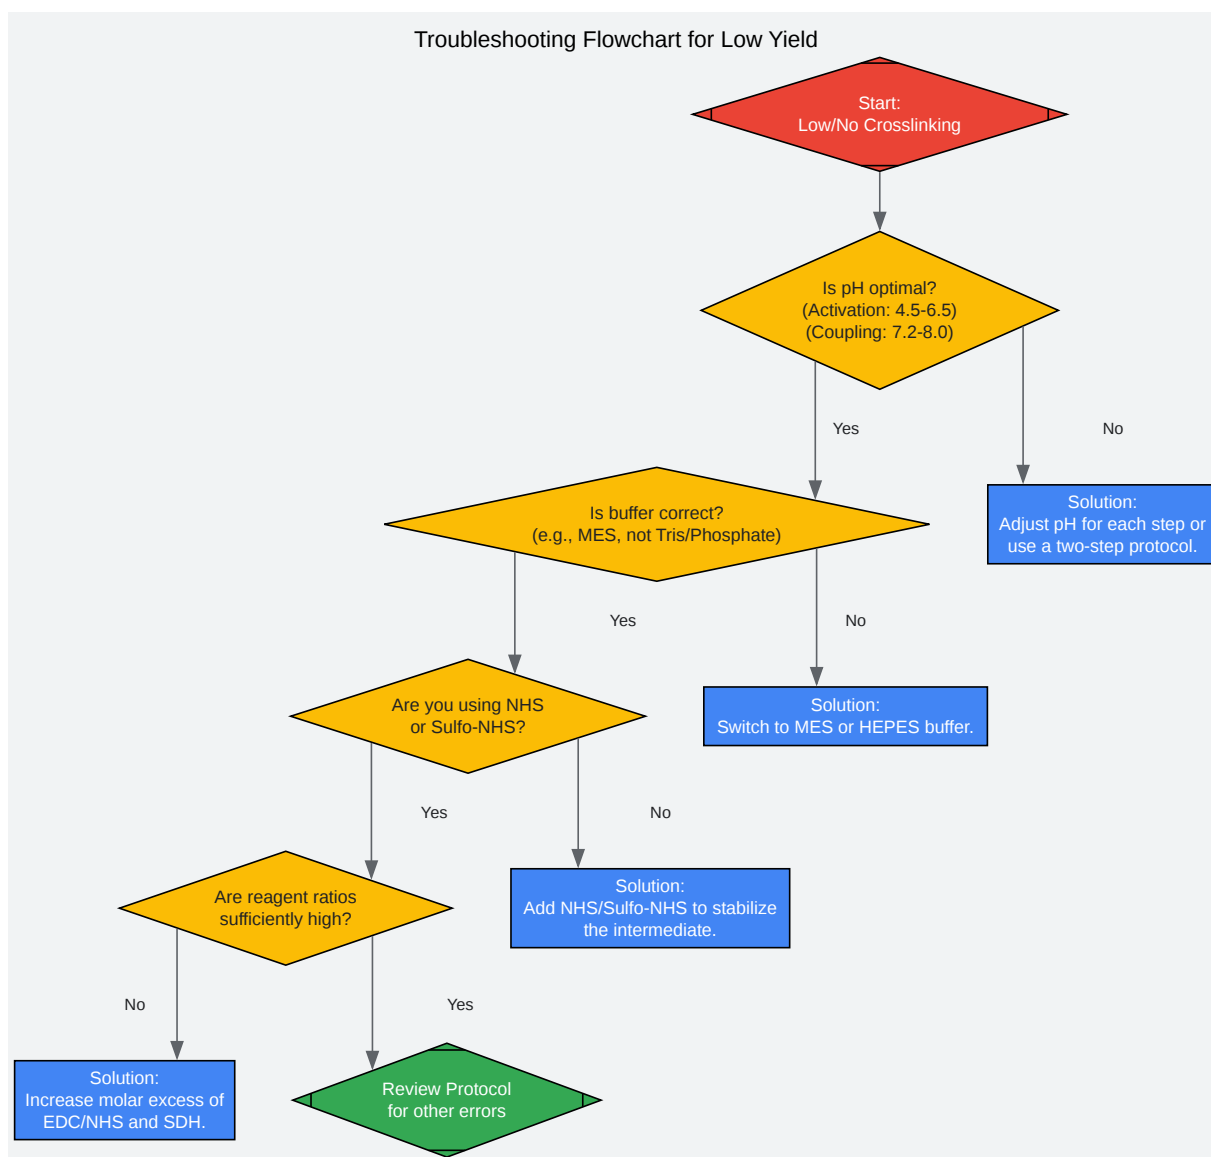 Troubleshooting Flowchart for Low Yield
Start:
Low/No Crosslinking
Is pH optimal?
(Activation: 4.5-6.5)
(Coupling: 7.2-8.0)
Yes
No
Solution:
Adjust pH for each step or
use a two-step protocol.
Is buffer correct?
(e.g., MES, not Tris/Phosphate)
Yes
No
Solution:
Switch to MES or HEPES buffer.
Are you using NHS
or Sulfo-NHS?
Yes
No
Solution:
Add NHS/Sulfo-NHS to stabilize
the intermediate.
Are reagent ratios
sufficiently high?
No
Yes
Solution:
Increase molar excess of
EDC/NHS and SDH.
Review Protocol
for other errors